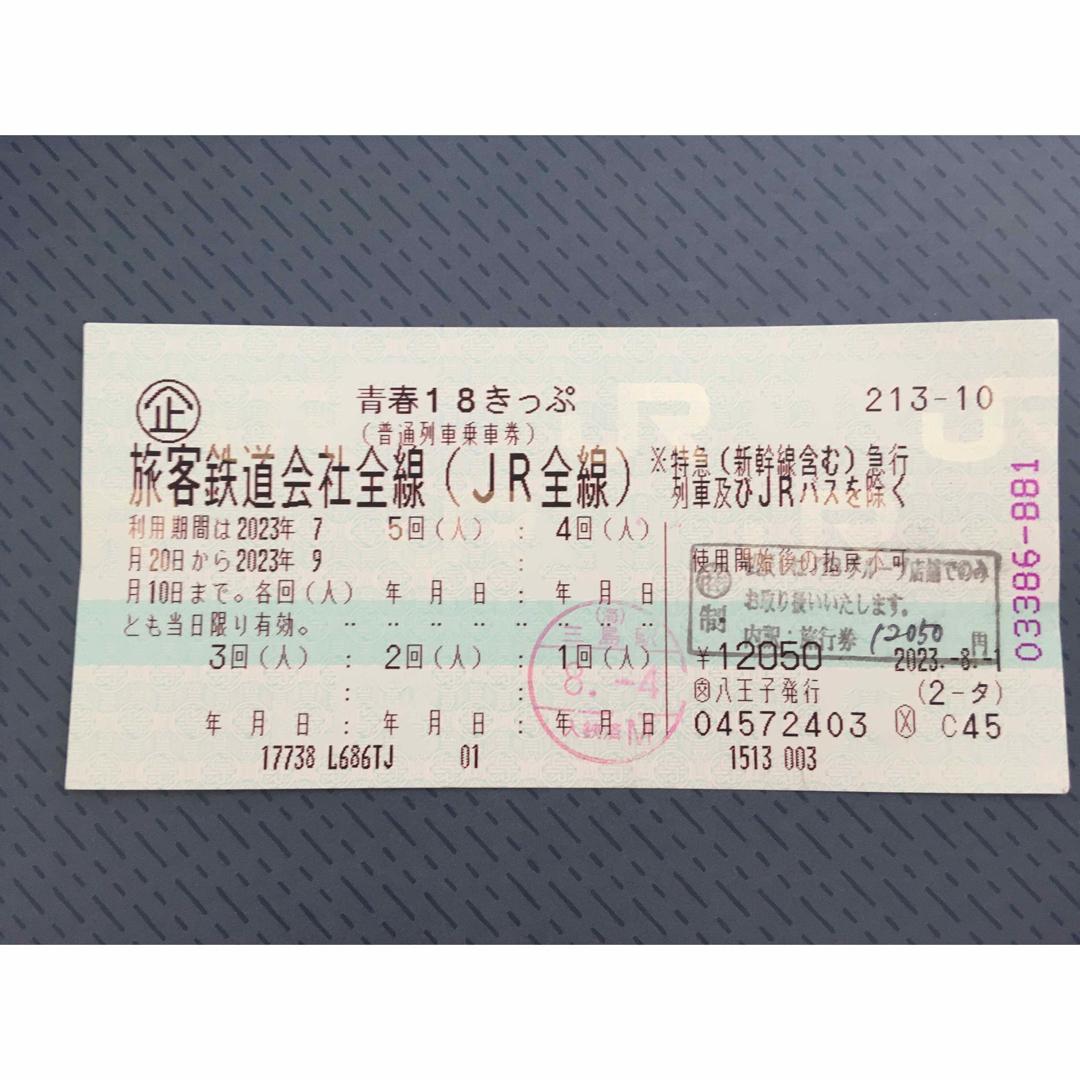 企 青春18きっぷ 213-10
(普通列車乗車券)
旅客鉄道会社全線(JR全線) ※特急(新幹線含む)急行
列車及びJRバスを除く
利用期間は2023年 7
月20日から2023年 9
月10日まで。各回(人)
とも当日限り有効。
5回(人) : 4回(人)
年 月 日 : 年 月 日
3回(人) : 2回(人) : 1回(人)
年 月 日 : 年 月 日 : 年 月 日
使用開始後の払戻不可
制
店舗でのみ
お取り扱いいたします。
内訳:旅行券 12050 円
¥12050 2023.-8.-1
八王子発行 (2-タ)
04572403 X C45
17738 L686TJ 01 1513 003
03386-881
(海)
三島駅
8.-4
M